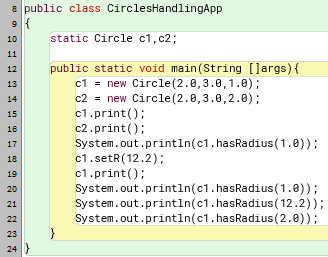 8 public class CirclesHandlingApp
9 {
10 static Circle c1,c2;
11
12 public static void main(String []args){
13 c1 = new Circle(2.0,3.0,1.0);
14 c2 = new Circle(2.0,3.0,2.0);
15 c1.print();
16 c2.print();
17 System.out.println(c1.hasRadius(1.0));
18 c1.setR(12.2);
19 c1.print();
20 System.out.println(c1.hasRadius(1.0));
21 System.out.println(c1.hasRadius(12.2));
22 System.out.println(c1.hasRadius(2.0));
23 }
24 }